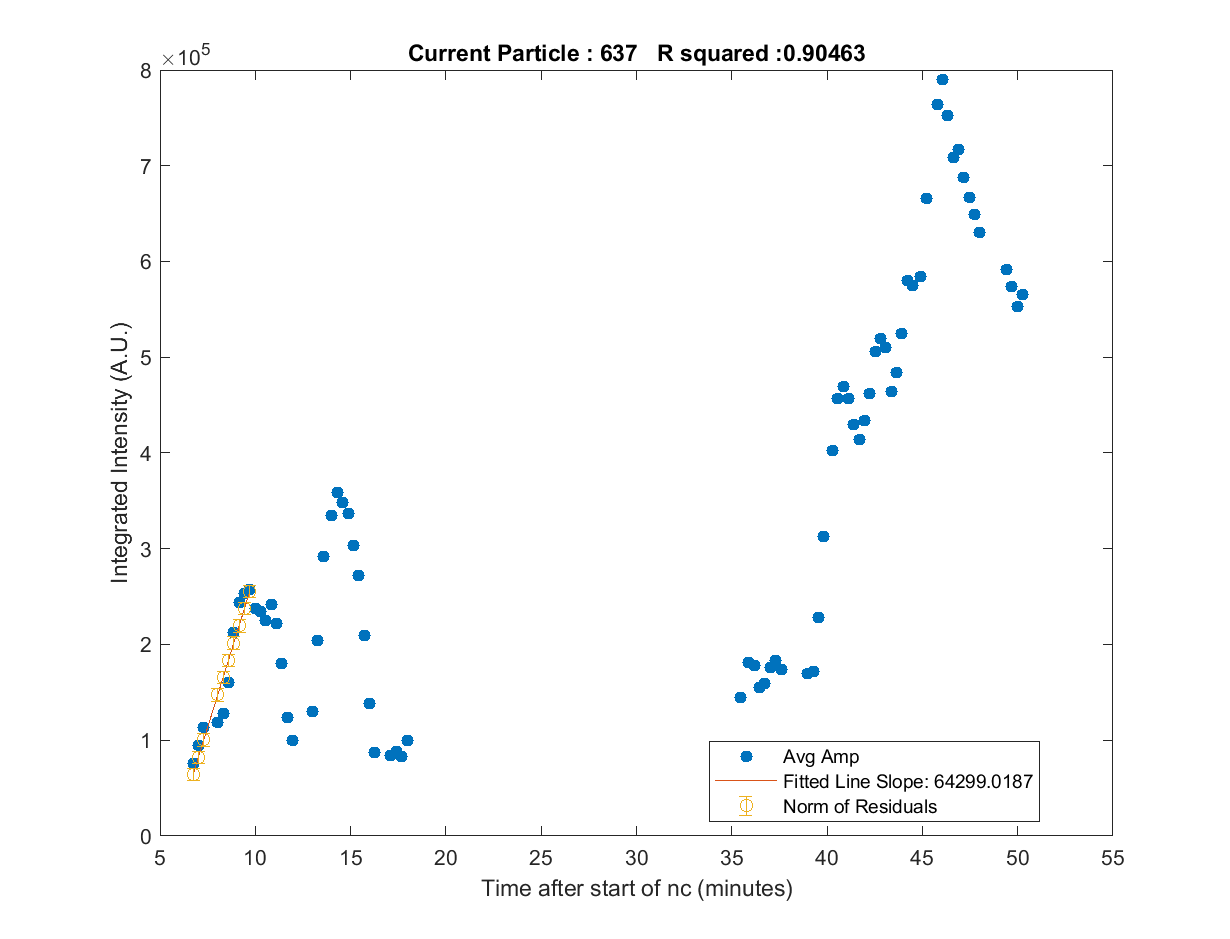 Current Particle : 637   R squared :0.90463
×10^5
8
7
6
5
4
3
2
1
0
Integrated Intensity (A.U.)
Avg Amp
Fitted Line Slope: 64299.0187
Norm of Residuals
5 10 15 20 25 30 35 40 45 50 55
Time after start of nc (minutes)